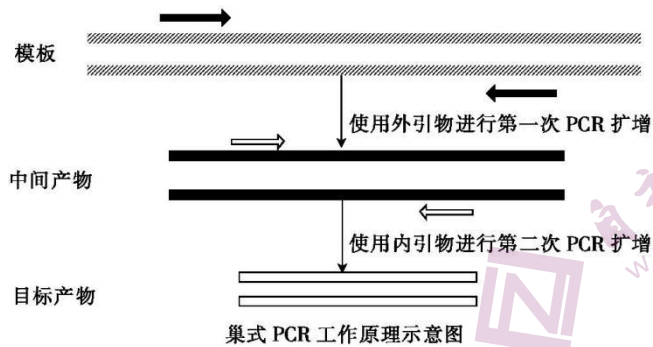 模板
使用外引物进行第一次 PCR 扩增
中间产物
使用内引物进行第二次 PCR 扩增
目标产物
巢式 PCR 工作原理示意图